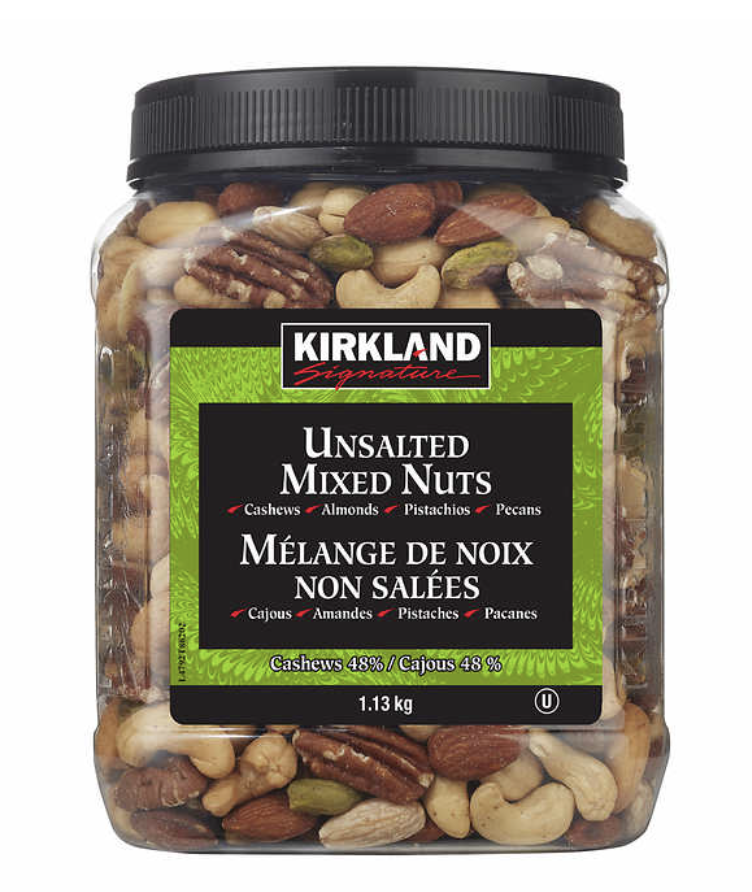 KIRKLAND
Signature
UNSALTED
MIXED NUTS
Cashews Almonds Pistachios Pecans
MÉLANGE DE NOIX
NON SALÉES
Cajous Amandes Pistaches Pacanes
Cashews 48% / Cajous 48 %
1.13 kg
U